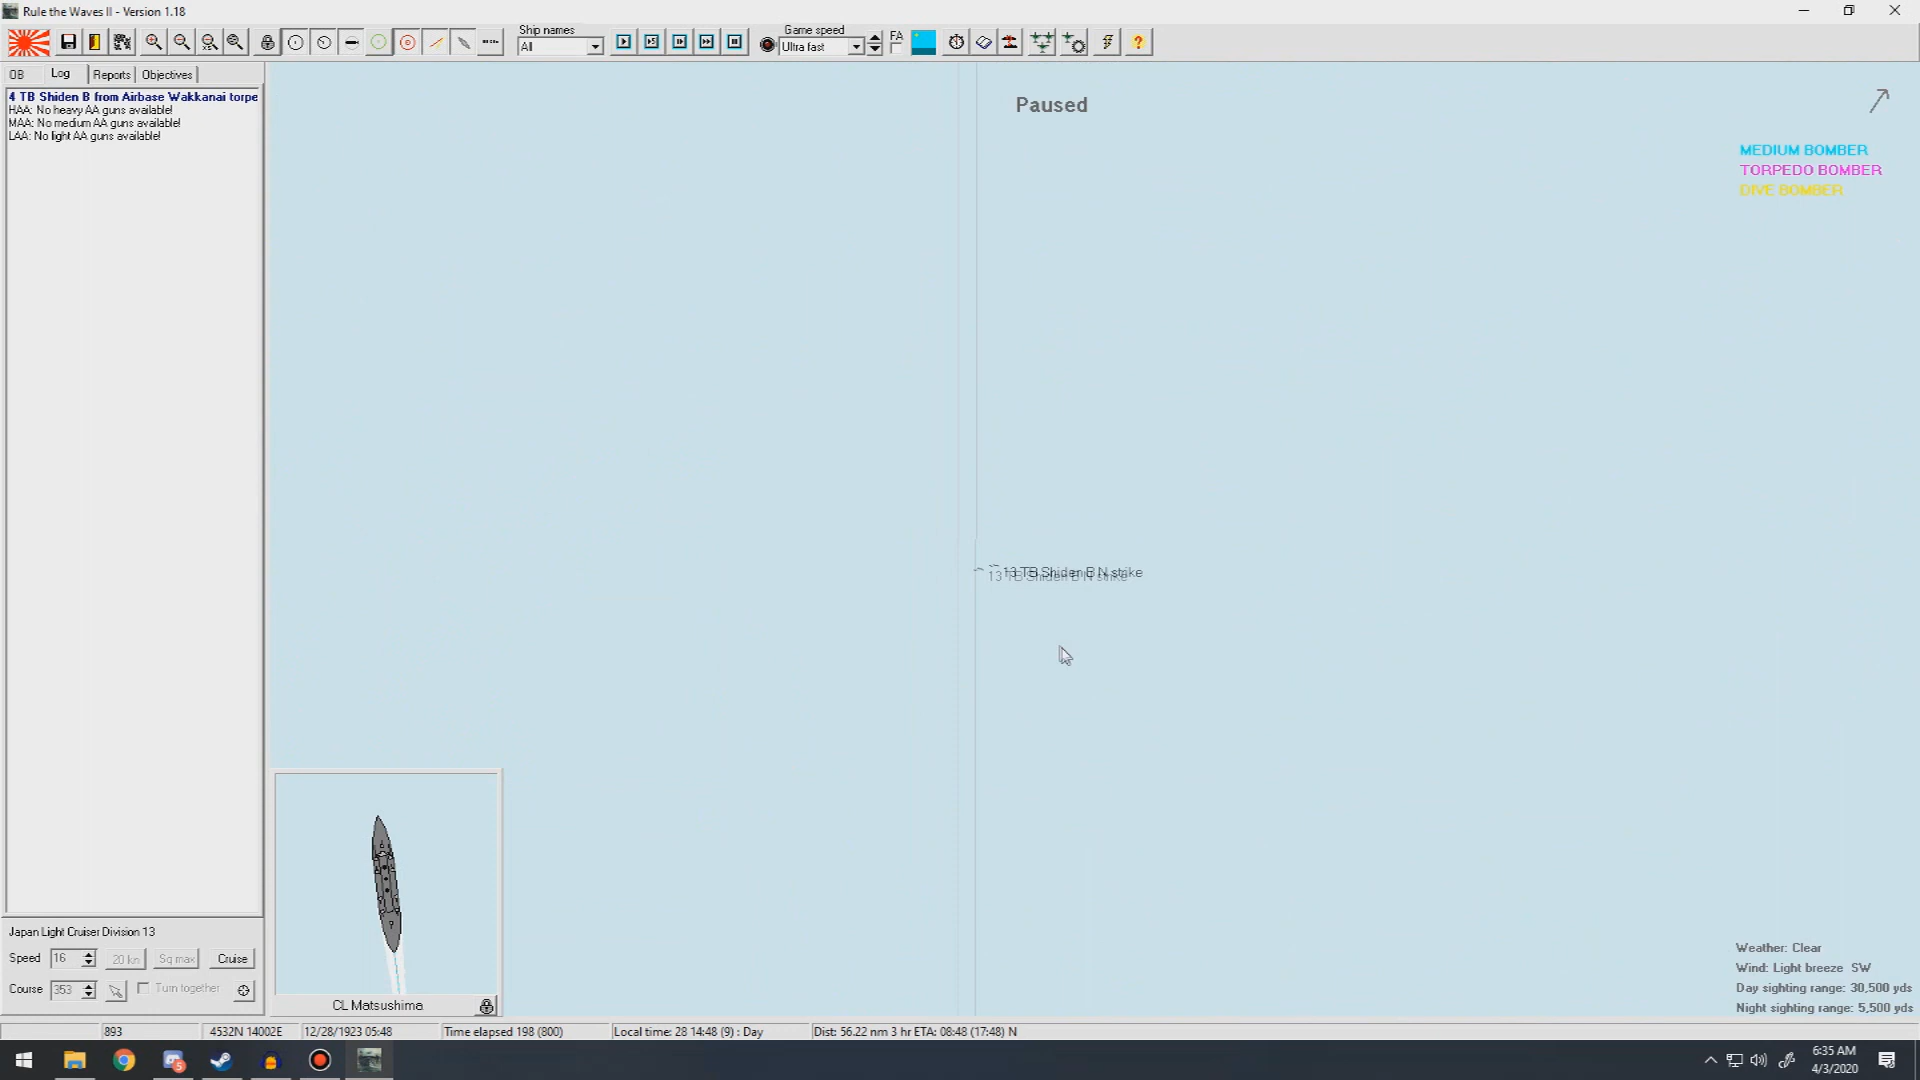 Rule the Waves II - Version 1.18
Ship names
All
Game speed
Ultra fast
FA
OB
Log
Reports
Objectives
4 TB Shiden B from Airbase Wakkanai torpe
HAA: No heavy AA guns available!
MAA: No medium AA guns available!
LAA: No light AA guns available!
Paused
MEDIUM BOMBER
TORPEDO BOMBER
DIVE BOMBER
13 TB Shiden B N strike
13 TB Shiden B N strike
Japan Light Cruiser Division 13
Speed 16 20 kn Sq max Cruise
Course 353 Turn together
CL Matsushima
Weather: Clear
Wind: Light breeze SW
Day sighting range: 30,500 yds
Night sighting range: 5,500 yds
893 4532N 14002E 12/28/1923 05:48 Time elapsed 198 (800) Local time: 28 14:48 (9) : Day Dist: 56.22 nm 3 hr ETA: 08:48 (17:48) N
5
6:35 AM
4/3/2020